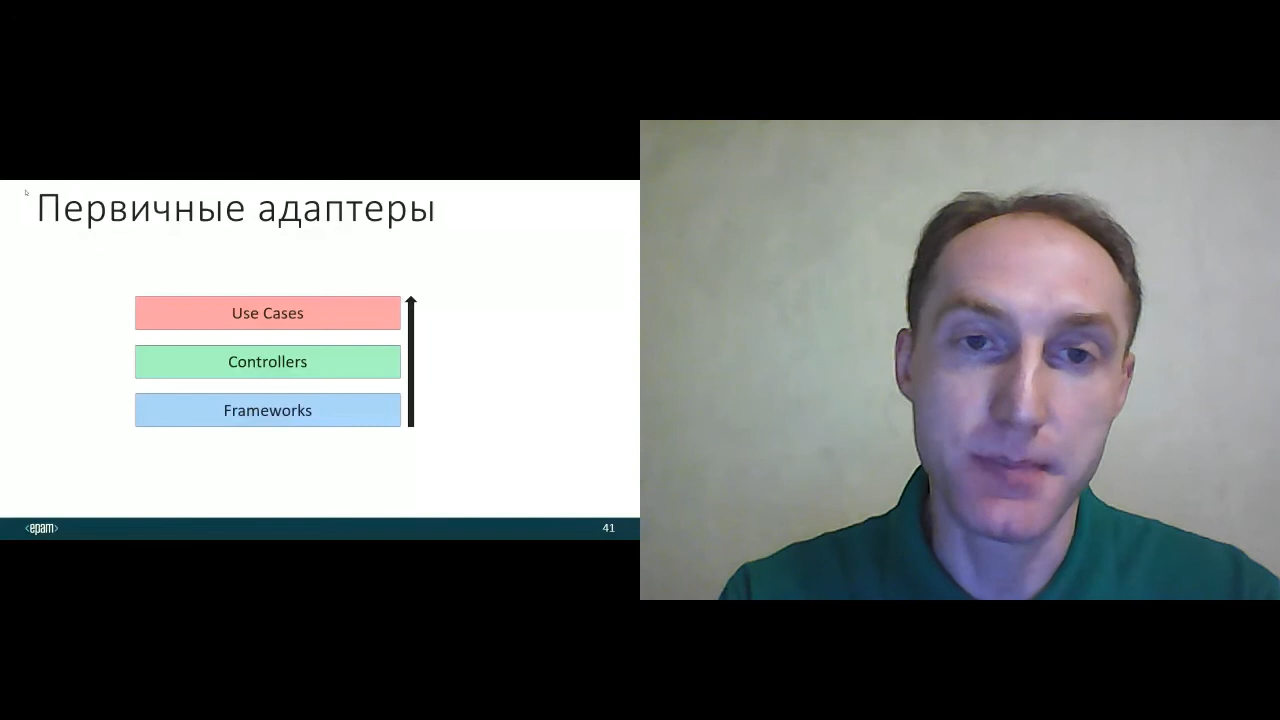 Первичные адаптеры
Use Cases
Controllers
Frameworks
<epam>
41